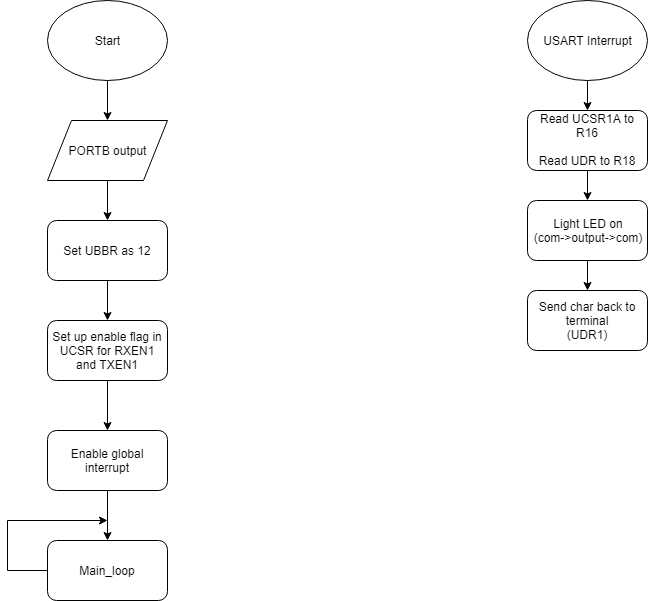 Start
PORTB output
Set UBBR as 12
Set up enable flag in
UCSR for RXEN1
and TXEN1
Enable global
interrupt
Main_loop
USART Interrupt
Read UCSR1A to
R16
Read UDR to R18
Light LED on
(com->output->com)
Send char back to
terminal
(UDR1)